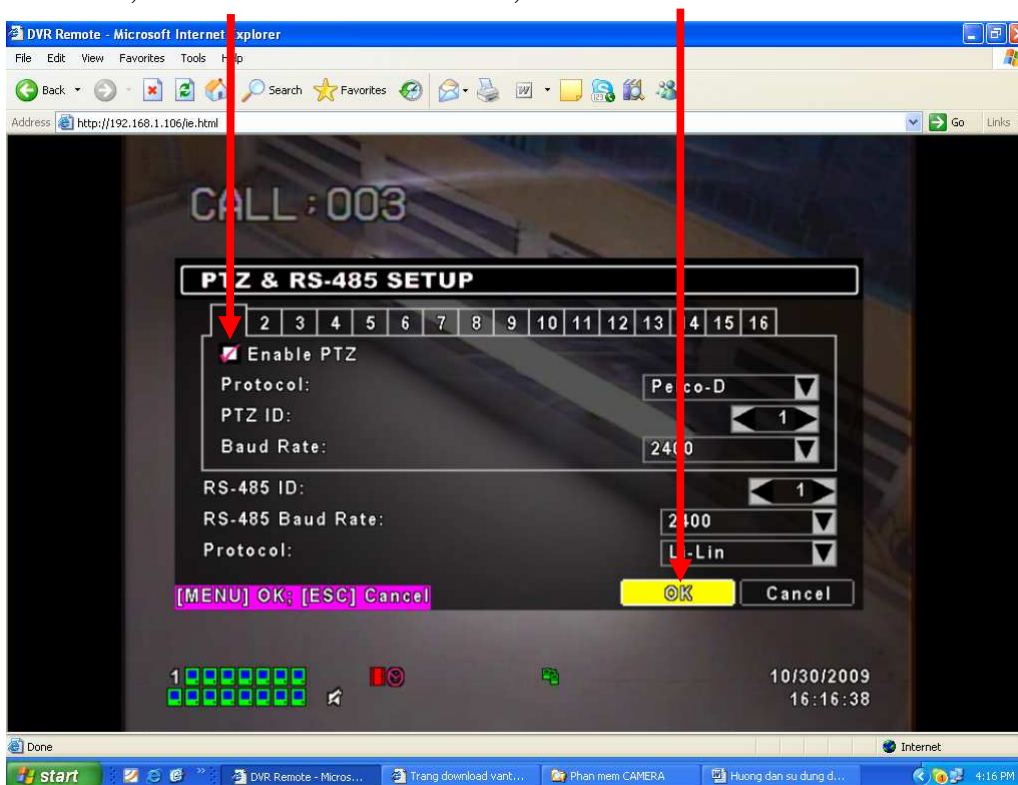 DVR Remote - Microsoft Internet Explorer
File Edit View Favorites Tools Help
Back Search Favorites
Address http://192.168.1.106/ie.html Go Links
CALL:003
PTZ & RS-485 SETUP
2 3 4 5 6 7 8 9 10 11 12 13 14 15 16
Enable PTZ
Protocol: Pelco-D
PTZ ID: 1
Baud Rate: 2400
RS-485 ID: 1
RS-485 Baud Rate: 2400
Protocol: Li-Lin
[MENU] OK; [ESC] Cancel OK Cancel
1
10/30/2009
16:16:38
Done Internet
start DVR Remote - Micros... Trang download vant... Phan mem CAMERA Huong dan su dung d... 4:16 PM